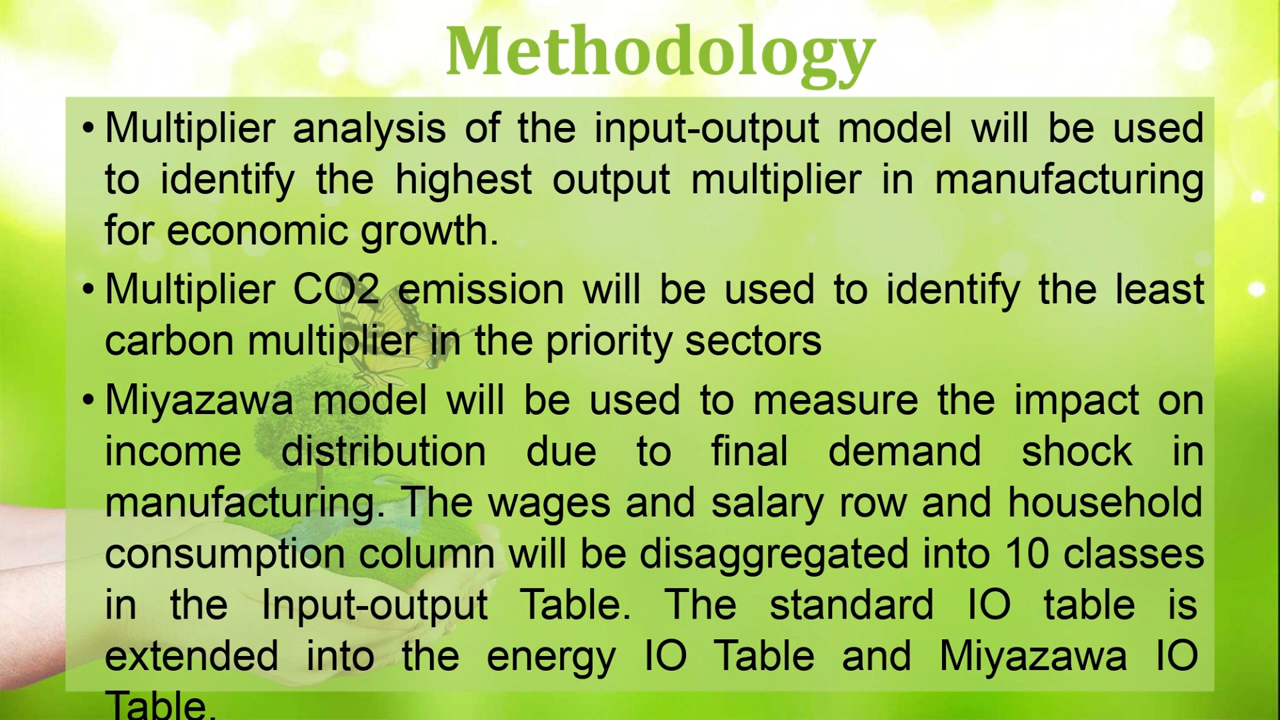 Methodology
• Multiplier analysis of the input-output model will be used
to identify the highest output multiplier in manufacturing
for economic growth.
• Multiplier CO2 emission will be used to identify the least
carbon multiplier in the priority sectors
• Miyazawa model will be used to measure the impact on
income distribution due to final demand shock in
manufacturing. The wages and salary row and household
consumption column will be disaggregated into 10 classes
in the Input-output Table. The standard IO table is
extended into the energy IO Table and Miyazawa IO
Table.